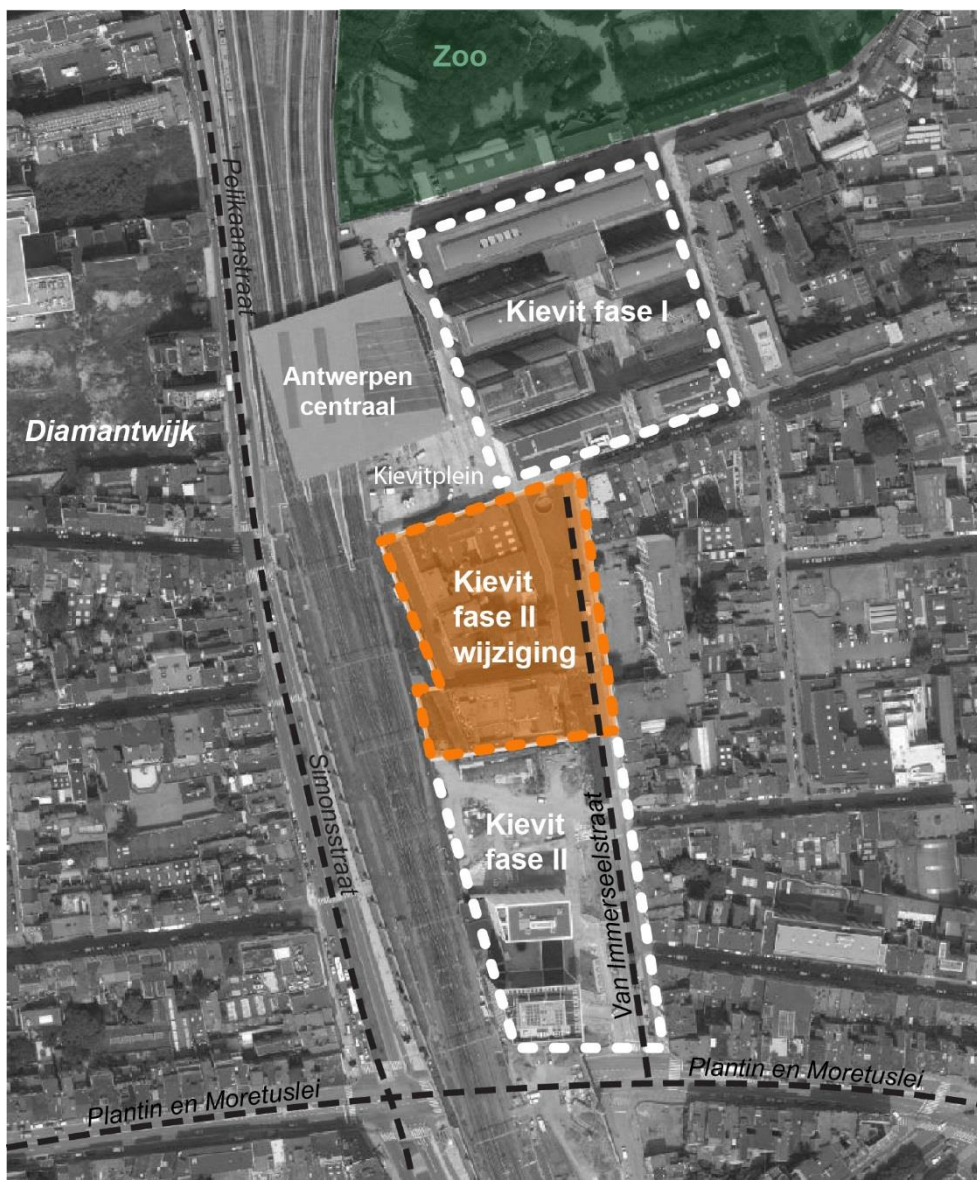 Zoo
Pelikaanstraat
Kievit fase I
Antwerpen
centraal
Diamantwijk
Kievitplein
Kievit
fase II
wijziging
Simonsstraat
Kievit
fase II
Van Immerseelstraat
Plantin en Moretuslei
Plantin en Moretuslei